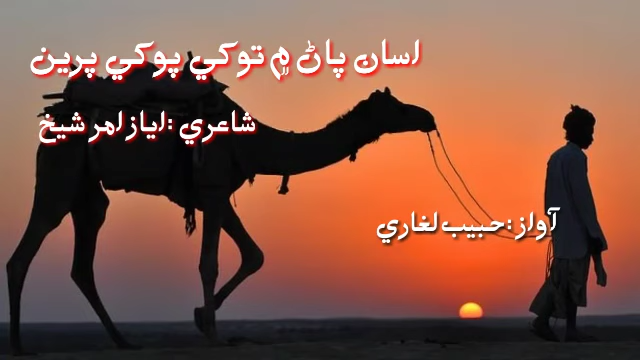 اسان پاڻ ۾ توکي پوکي پرين
شاعري :اياز امر شيخ
آواز :حبيب لغاري